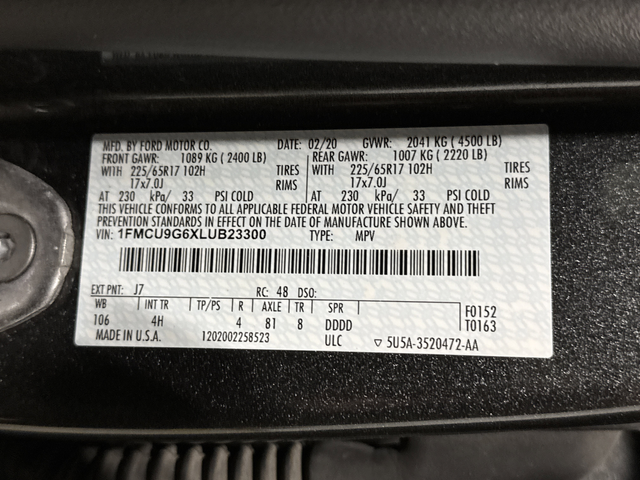 MFD. BY FORD MOTOR CO. DATE: 02/20 GVWR: 2041 KG ( 4500 LB)
FRONT GAWR: 1089 KG ( 2400 LB) REAR GAWR: 1007 KG ( 2220 LB)
WITH 225/65R17 102H TIRES WITH 225/65R17 102H TIRES
17x7.0J RIMS 17x7.0J RIMS
AT 230 kPa/ 33 PSI COLD AT 230 kPa/ 33 PSI COLD
THIS VEHICLE CONFORMS TO ALL APPLICABLE FEDERAL MOTOR VEHICLE SAFETY AND THEFT
PREVENTION STANDARDS IN EFFECT ON THE DATE OF MANUFACTURE SHOWN ABOVE.
VIN: 1FMCU9G6XLUB23300 TYPE: MPV
EXT PNT: J7 RC: 48 DSO:
WB INT TR TP/PS R AXLE TR SPR F0152
106 4H 4 81 8 DDDD T0163
MADE IN U.S.A. 1202002258523 ULC ▽ 5U5A-3520472-AA